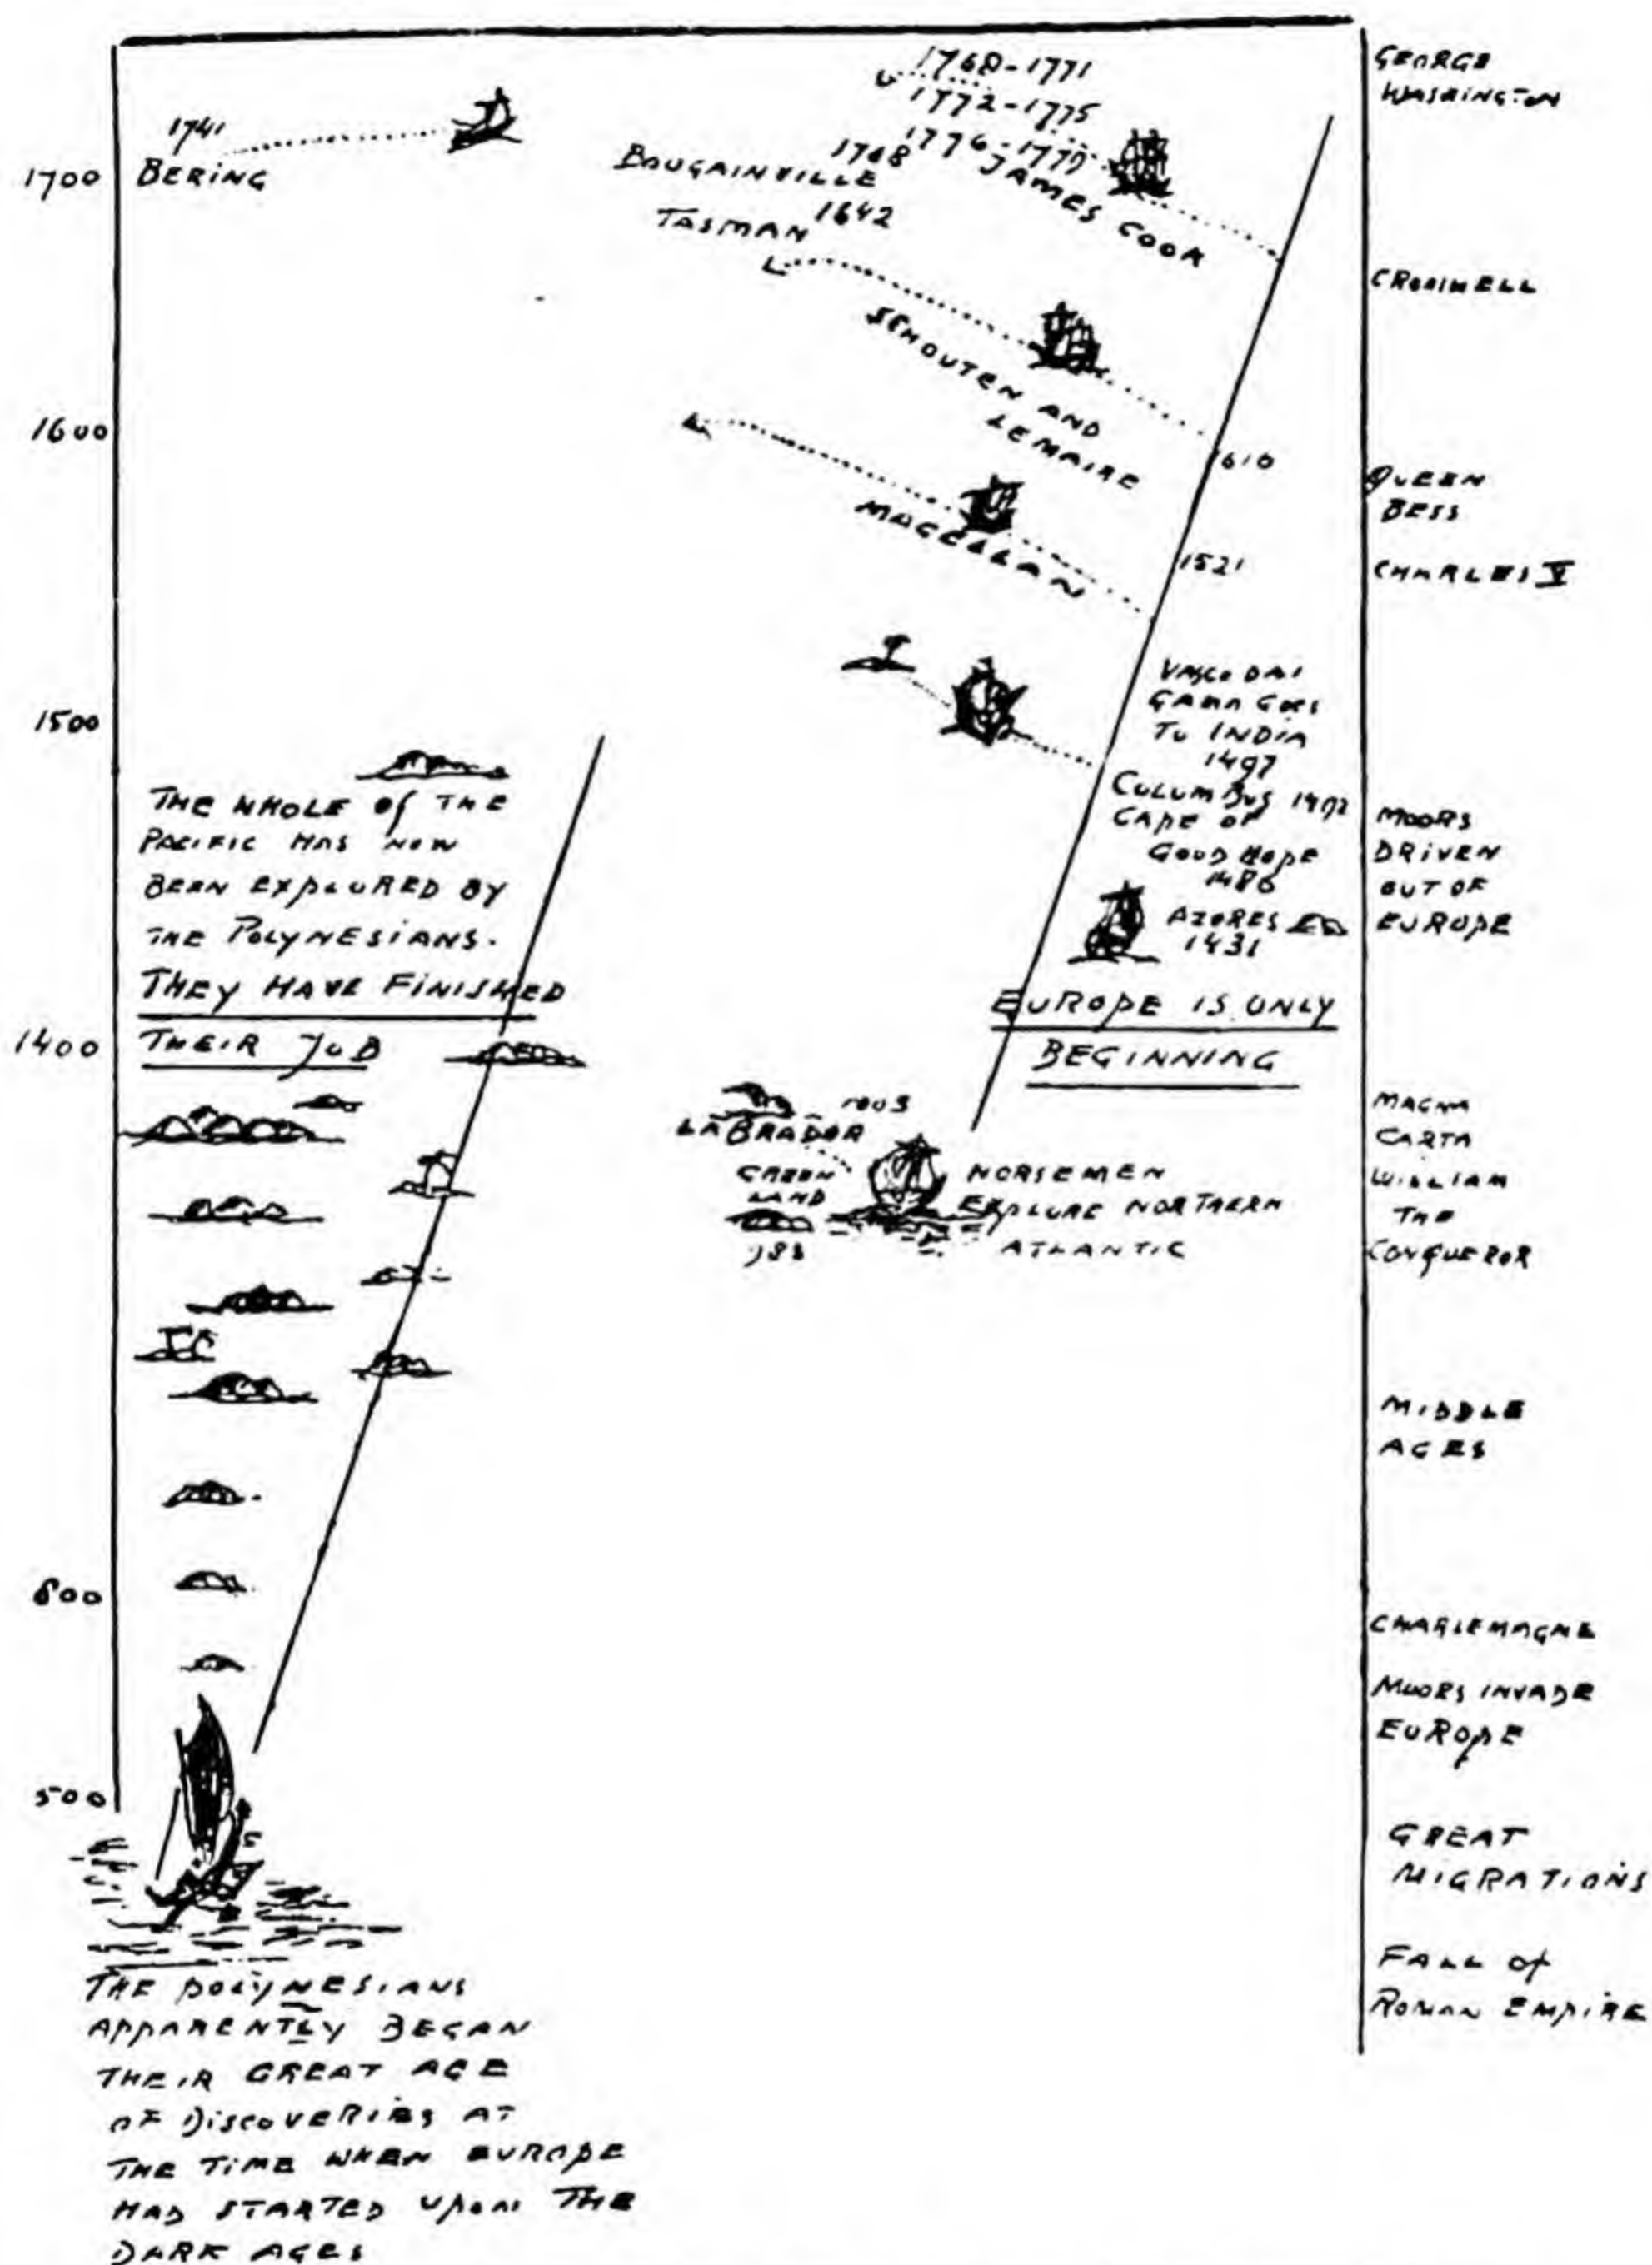 1768-1771
1772-1775
1776-1779
JAMES COOK
1741
BERING
1768
BOUGAINVILLE
TASMAN 1642
SCHOUTEN AND
LEMAIRE
1610
MAGELLAN
1521
VASCO DA
GAMA GOES
TO INDIA
1497
COLUMBUS 1492
CAPE OF
GOOD HOPE
1486
AZORES
1431
EUROPE IS ONLY
BEGINNING
THE WHOLE OF THE
PACIFIC HAS NOW
BEEN EXPLORED BY
THE POLYNESIANS.
THEY HAVE FINISHED
THEIR JOB
1003
LABRADOR
GREEN
LAND
983
NORSEMEN
EXPLORE NORTHERN
ATLANTIC
1700
1600
1500
1400
800
500
GEORGE
WASHINGTON
CROMWELL
QUEEN
BESS
CHARLES V
MOORS
DRIVEN
OUT OF
EUROPE
MAGNA
CARTA
WILLIAM
THE
CONQUEROR
MIDDLE
AGES
CHARLEMAGNE
MOORS INVADE
EUROPE
GREAT
MIGRATIONS
FALL OF
ROMAN EMPIRE
THE POLYNESIANS
APPARENTLY BEGAN
THEIR GREAT AGE
OF DISCOVERIES AT
THE TIME WHEN EUROPE
HAD STARTED UPON THE
DARK AGES